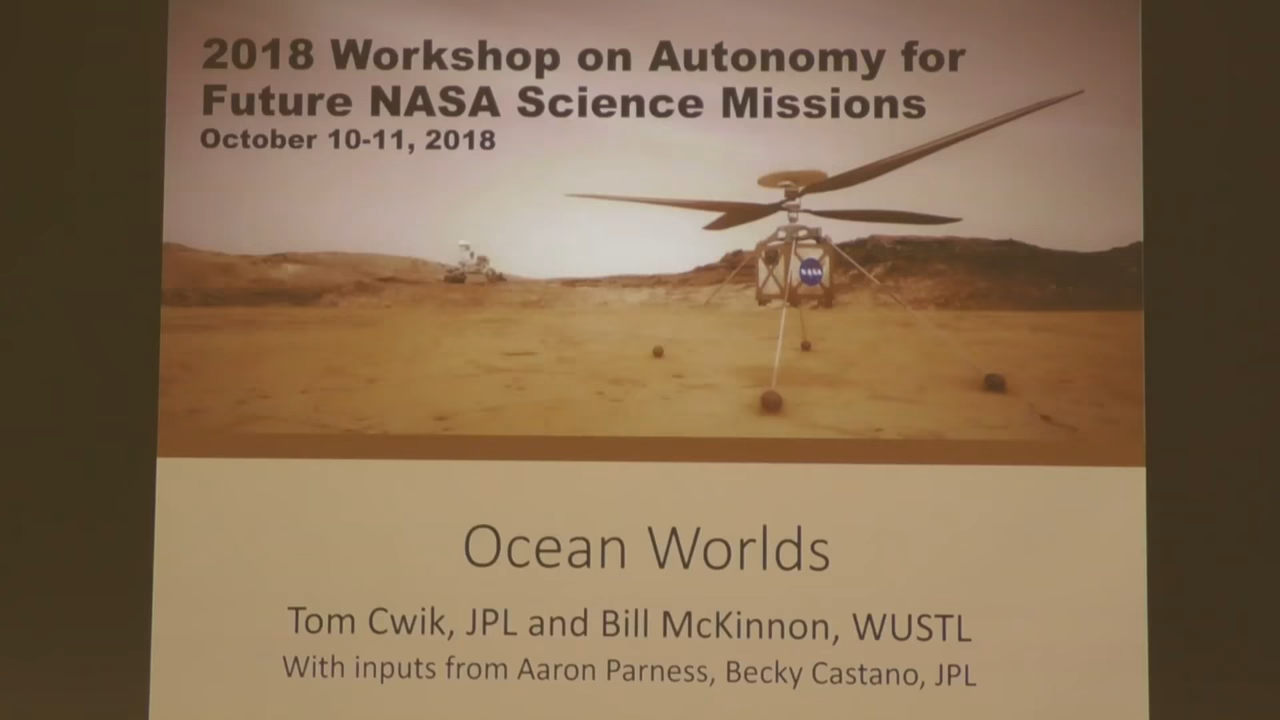 2018 Workshop on Autonomy for
Future NASA Science Missions
October 10-11, 2018
NASA
Ocean Worlds
Tom Cwik, JPL and Bill McKinnon, WUSTL
With inputs from Aaron Parness, Becky Castano, JPL